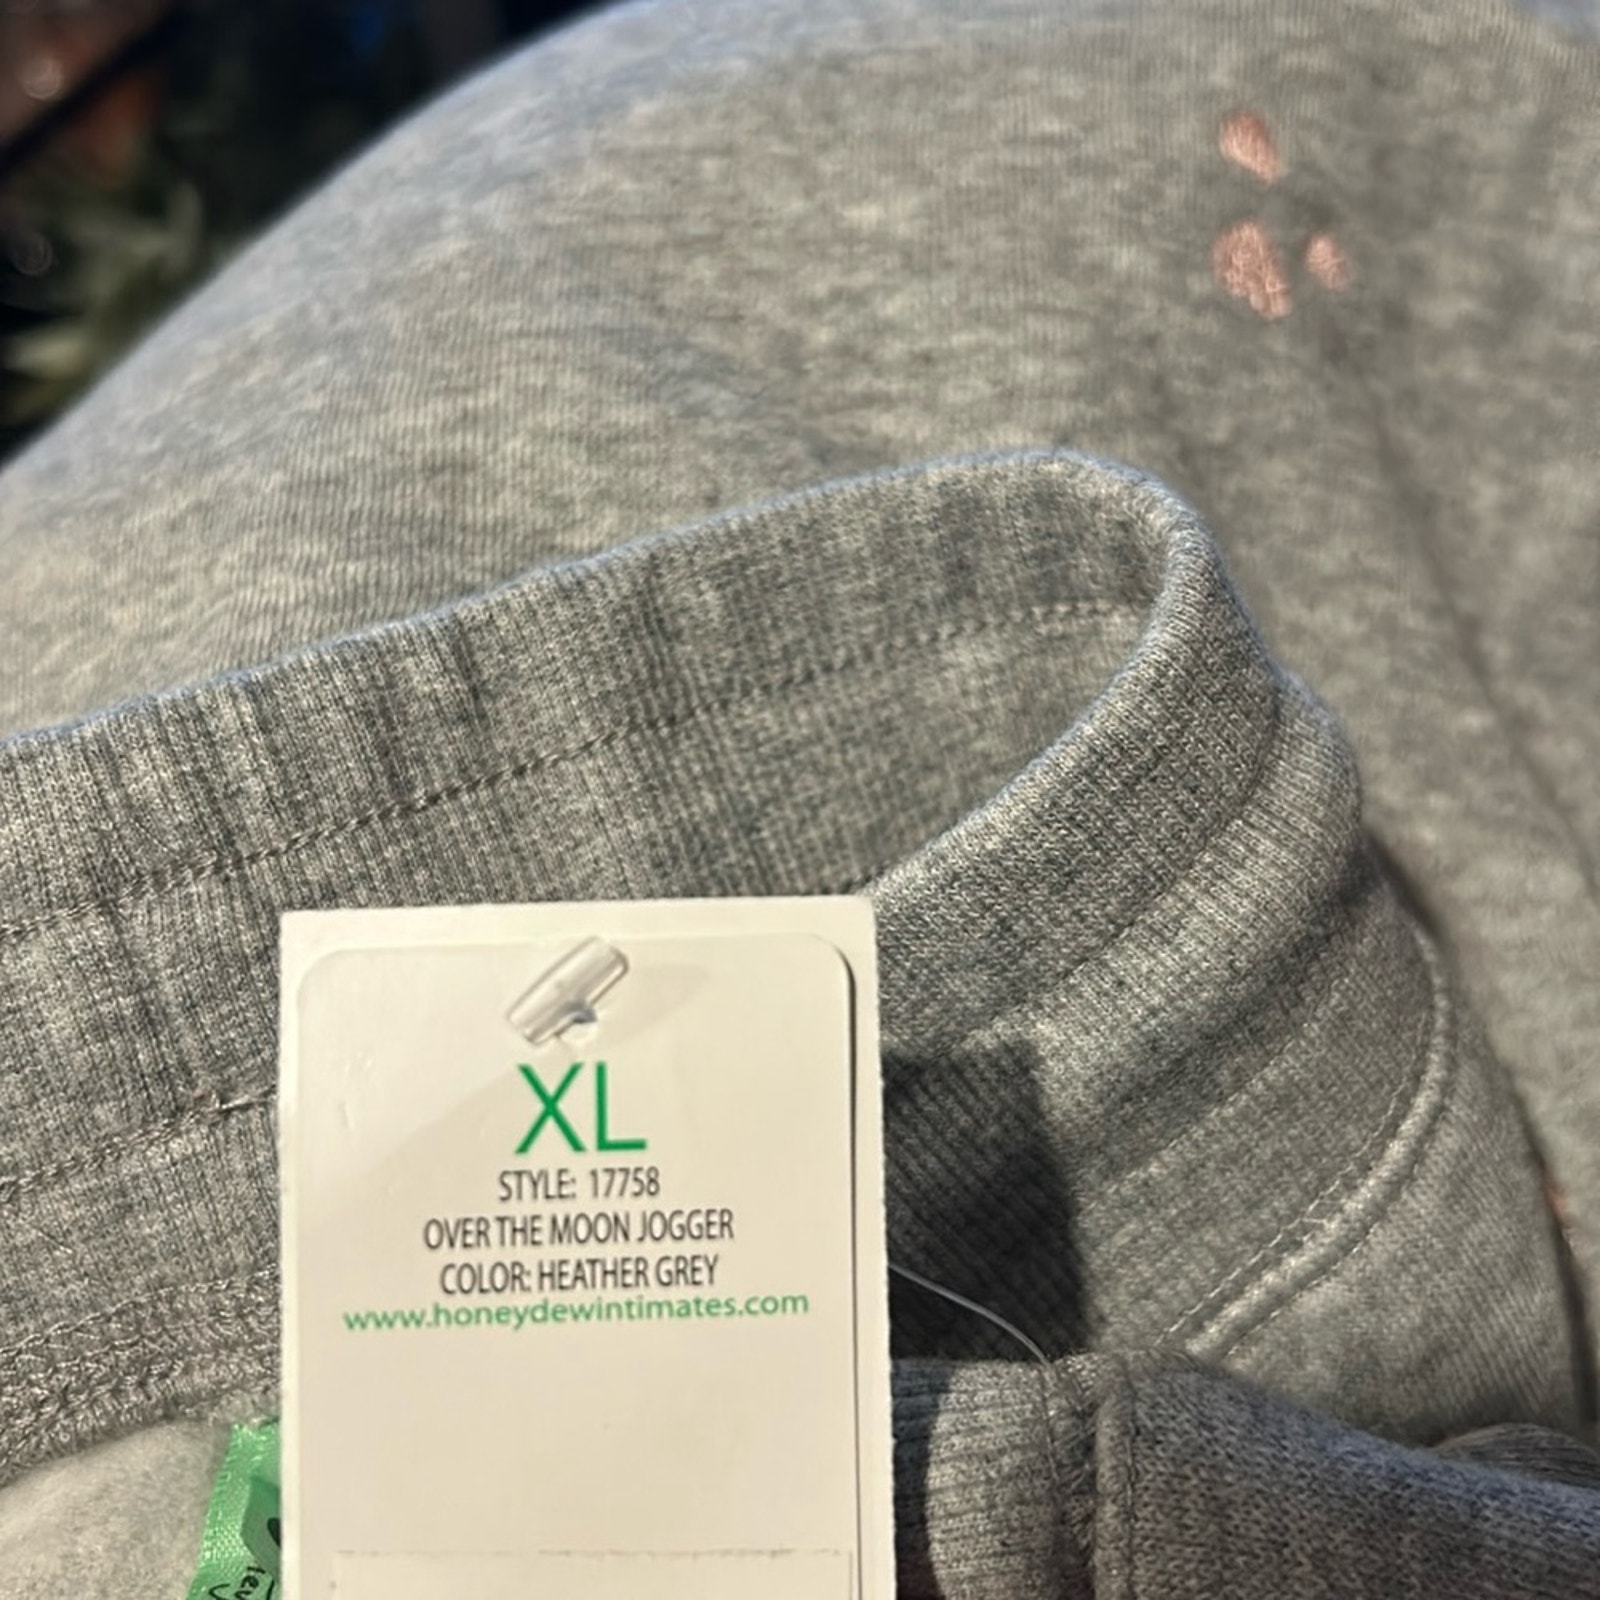 XL
STYLE: 17758
OVER THE MOON JOGGER
COLOR: HEATHER GREY
www.honeydewintimates.com